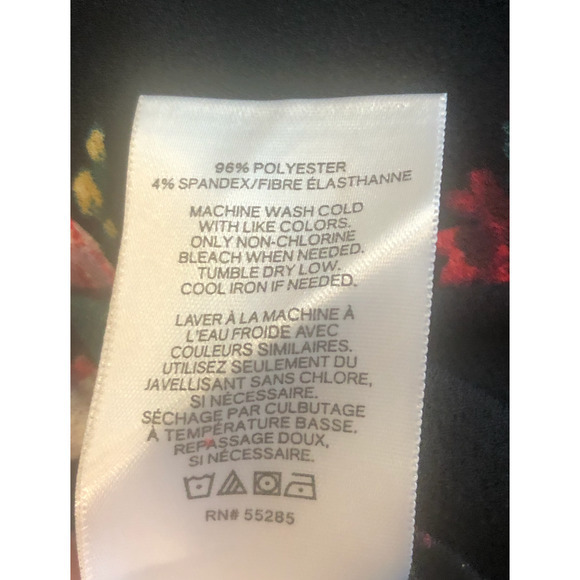 96% POLYESTER
4% SPANDEX/FIBRE ÉLASTHANNE
MACHINE WASH COLD
WITH LIKE COLORS.
ONLY NON-CHLORINE
BLEACH WHEN NEEDED.
TUMBLE DRY LOW.
COOL IRON IF NEEDED.
LAVER À LA MACHINE À
L'EAU FROIDE AVEC
COULEURS SIMILAIRES.
UTILISEZ SEULEMENT DU
JAVELLISANT SANS CHLORE,
SI NÉCESSAIRE.
SÉCHAGE PAR CULBUTAGE
À TEMPÉRATURE BASSE.
REPASSAGE DOUX,
SI NÉCESSAIRE.
RN# 55285